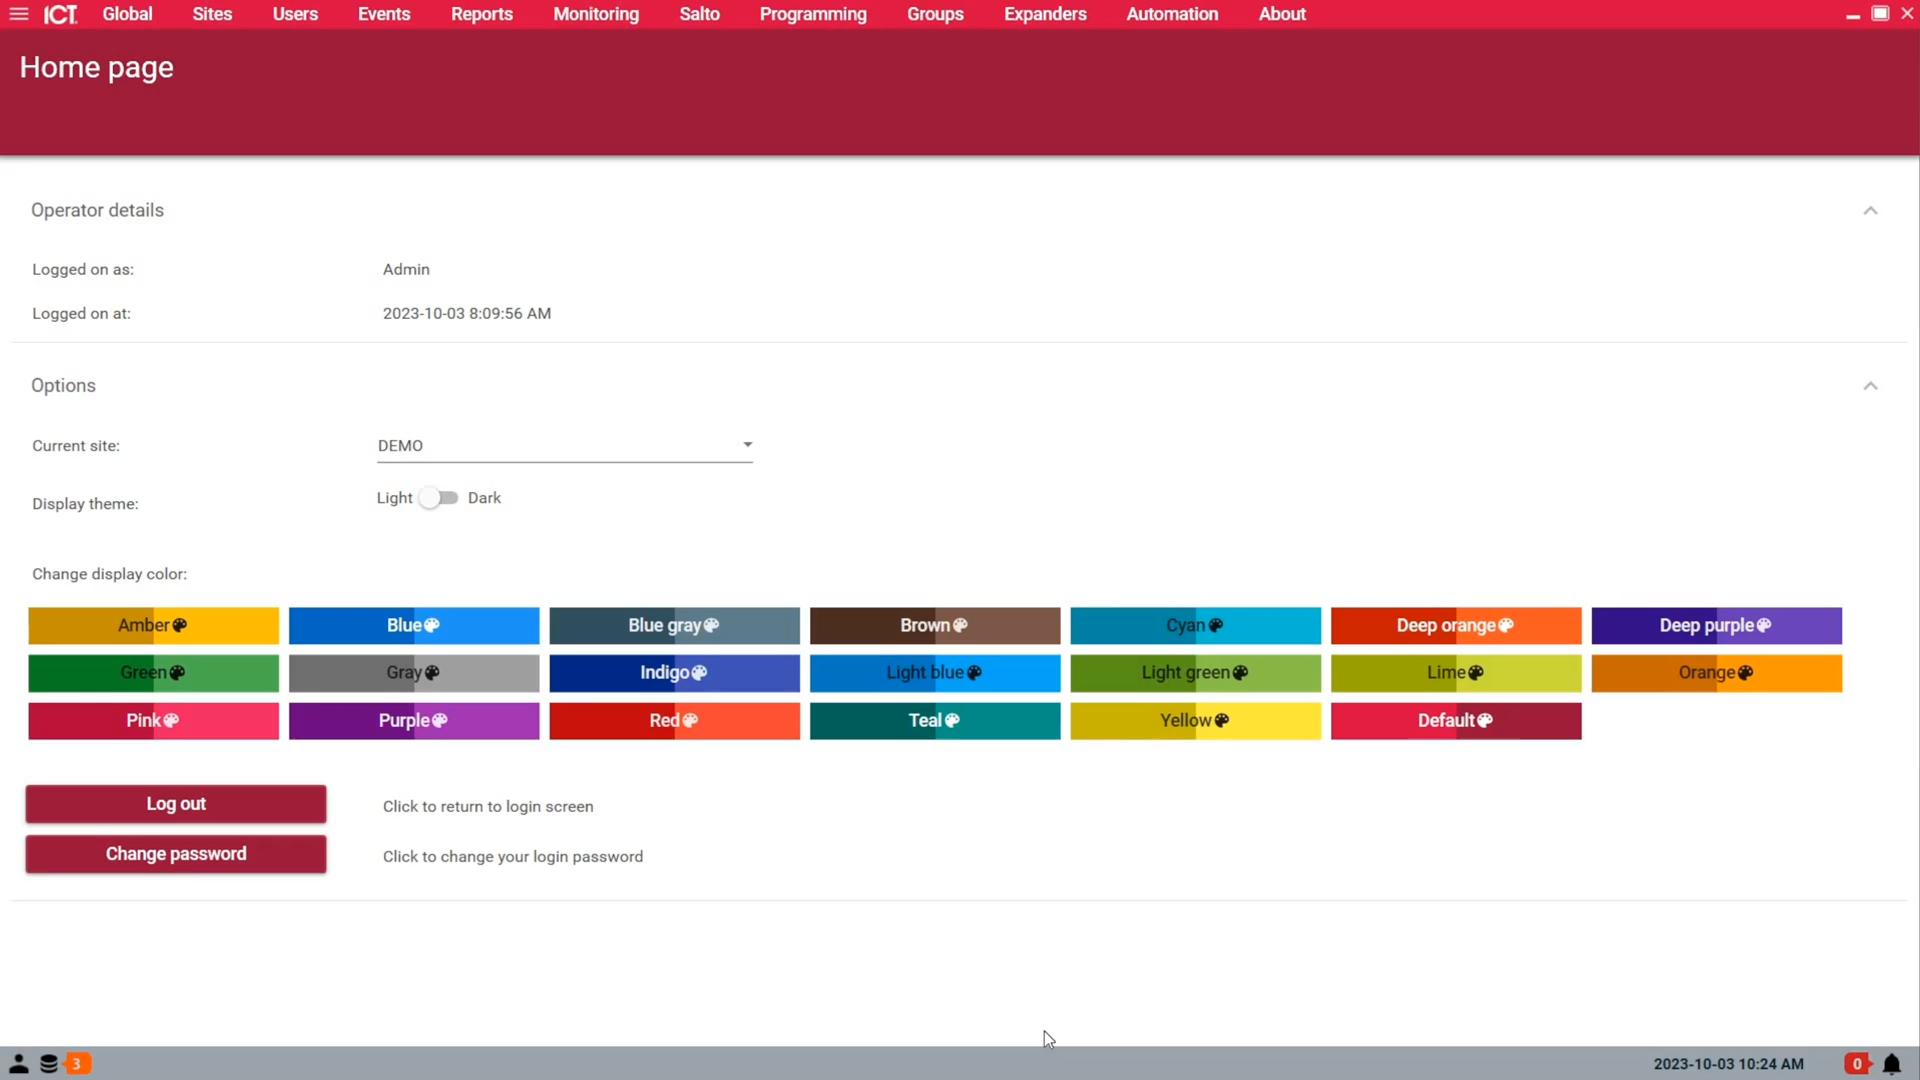 ICT Global Sites Users Events Reports Monitoring Salto Programming Groups Expanders Automation About
Home page
Operator details
Logged on as: Admin
Logged on at: 2023-10-03 8:09:56 AM
Options
Current site: DEMO
Display theme: Light Dark
Change display color:
Amber Blue Blue gray Brown Cyan Deep orange Deep purple
Green Gray Indigo Light blue Light green Lime Orange
Pink Purple Red Teal Yellow Default
Log out Click to return to login screen
Change password Click to change your login password
3 2023-10-03 10:24 AM 0